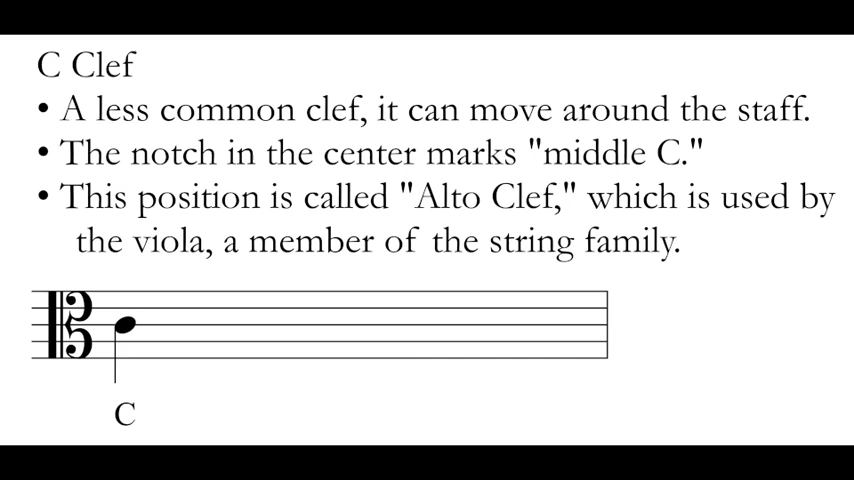 C Clef
• A less common clef, it can move around the staff.
• The notch in the center marks "middle C."
• This position is called "Alto Clef," which is used by
the viola, a member of the string family.
C